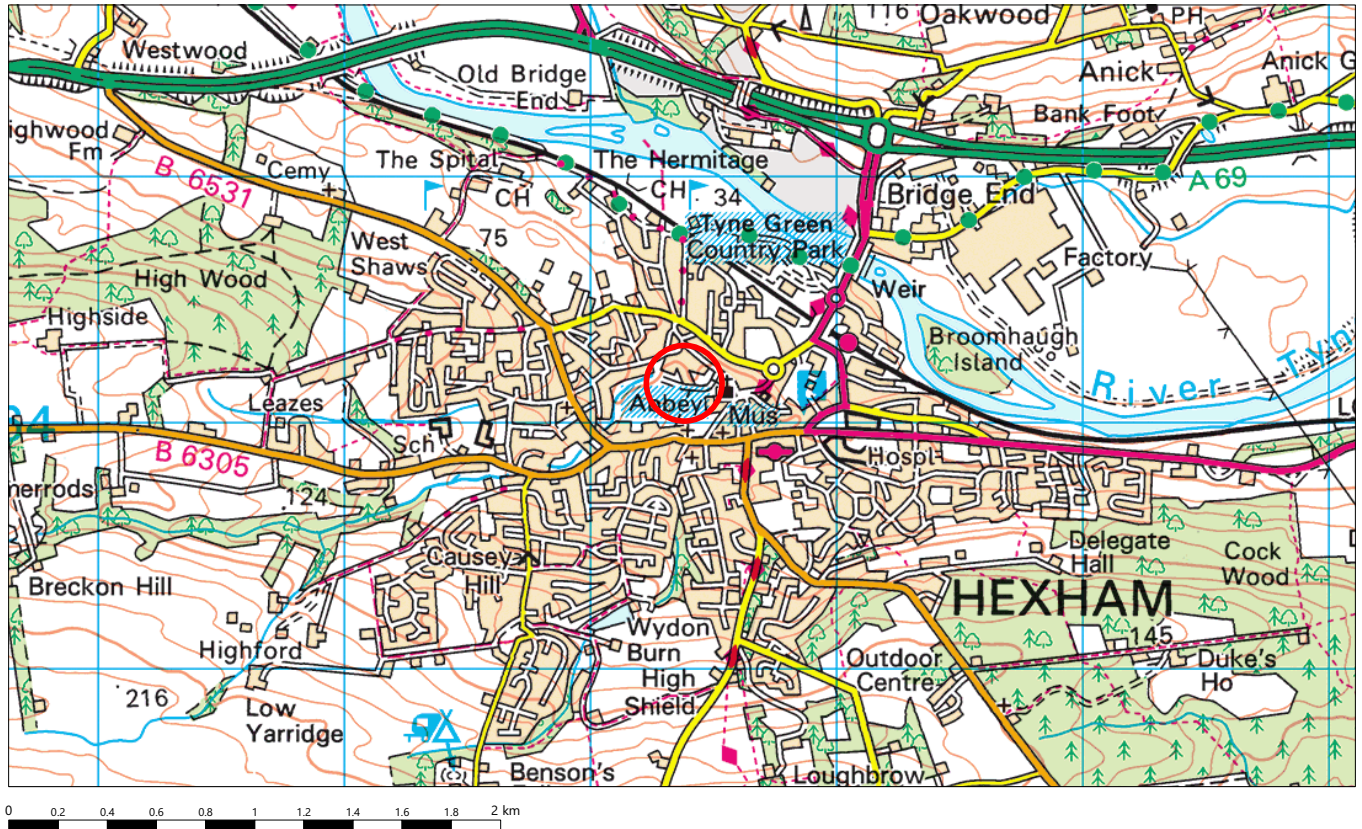 116
Oakwood
PH
Westwood
Old Bridge
End
Anick
Anick G
Bank Foot
ighwood
Fm
The Spital
The Hermitage
Cemy
CH
CH
34
A 69
B 6531
Bridge End
Tyne Green
Country Park
West
Shaws
75
Factory
High Wood
Weir
Highside
Broomhaugh
Island
River Tyn
Leazes
Abbey
Mus
Sch
B 6305
Hospl
nerrods
124
Causey
Hill
Delegate
Hall
Cock
Wood
Breckon Hill
HEXHAM
Wydon
Burn
145
Highford
High
Shield
Outdoor
Centre
Duke's
Ho
216
Low
Yarridge
Benson's
Loughbrow
0 0.2 0.4 0.6 0.8 1 1.2 1.4 1.6 1.8 2 km